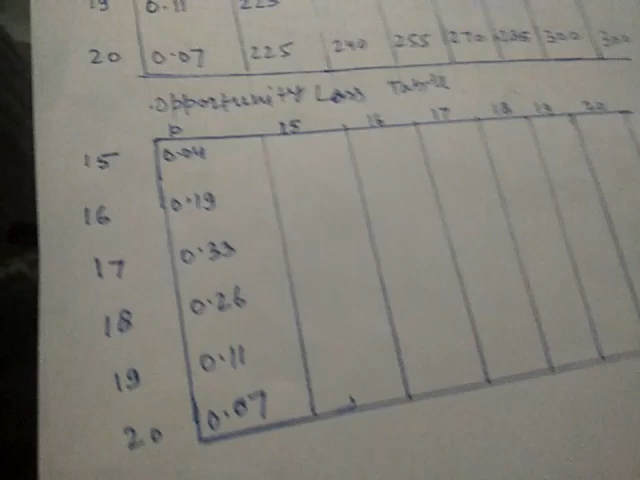 19 0.11 225
20 0.07 225 240 255 270 285 300 300
Opportunity Loss Table
P 15 16 17 18 19 20
15 0.04
16 0.19
17 0.33
18 0.26
19 0.11
20 0.07